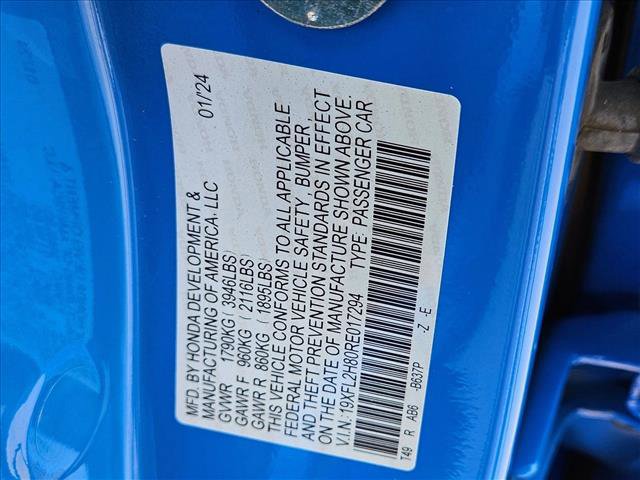 MFD. BY HONDA DEVELOPMENT & 01/'24
MANUFACTURING OF AMERICA, LLC
GVWR 1790KG ( 3946LBS)
GAWR F 960KG ( 2116LBS)
GAWR R 860KG ( 1895LBS)
THIS VEHICLE CONFORMS TO ALL APPLICABLE
FEDERAL MOTOR VEHICLE SAFETY, BUMPER,
AND THEFT PREVENTION STANDARDS IN EFFECT
ON THE DATE OF MANUFACTURE SHOWN ABOVE.
V.I.N.: 19XFL2H80RE017294 TYPE: PASSENGER CAR
T49 R AB6 -B637P -Z -E